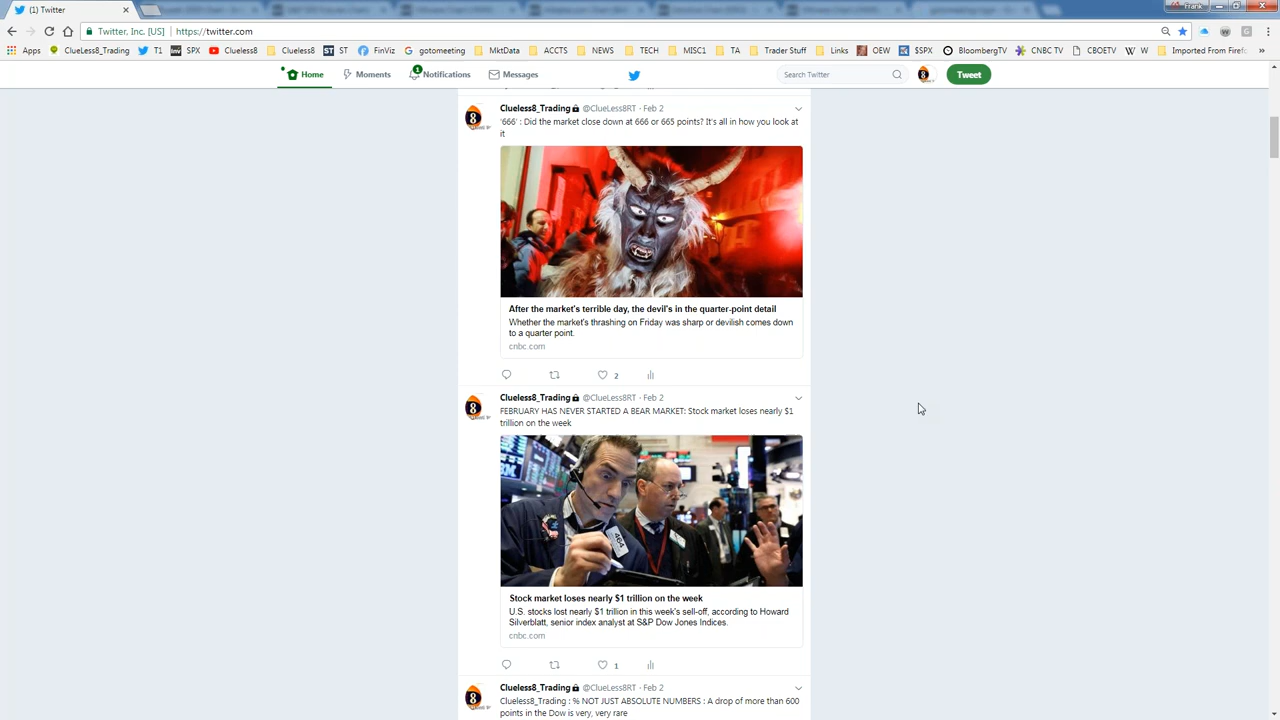 (1) Twitter
Frank
Twitter, Inc. [US] https://twitter.com
Apps Clueless8_Trading T1 SPX Clueless8 Clueless8 ST FinViz gotomeeting MktData ACCTS NEWS TECH MISC1 TA Trader Stuff Links OEW $SPX BloombergTV CNBC TV CBOETV W Imported From Firef
Home Moments 1 Notifications Messages Search Twitter Tweet
Clueless8_Trading @ClueLess8RT · Feb 2
'666' : Did the market close down at 666 or 665 points? It's all in how you look at
it
After the market's terrible day, the devil's in the quarter-point detail
Whether the market's thrashing on Friday was sharp or devilish comes down
to a quarter point.
cnbc.com
2
Clueless8_Trading @ClueLess8RT · Feb 2
FEBRUARY HAS NEVER STARTED A BEAR MARKET: Stock market loses nearly $1
trillion on the week
464
Stock market loses nearly $1 trillion on the week
U.S. stocks lost nearly $1 trillion in this week's sell-off, according to Howard
Silverblatt, senior index analyst at S&P Dow Jones Indices.
cnbc.com
1
Clueless8_Trading @ClueLess8RT · Feb 2
Clueless8_Trading : % NOT JUST ABSOLUTE NUMBERS : A drop of more than 600
points in the Dow is very, very rare